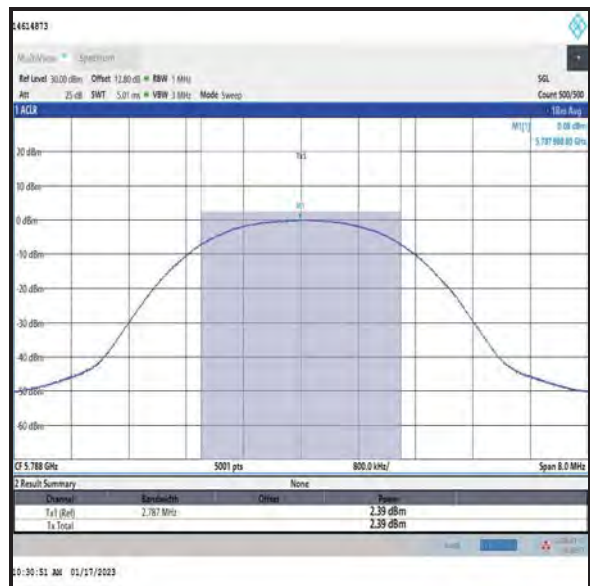 14614873
MultiView Spectrum
Ref Level 30.00 dBm Offset 12.80 dB RBW 1 MHz SGL
Att 25 dB SWT 5.01 ms VBW 3 MHz Mode Sweep Count 500/500
1 ACLR 1Rm Avg
M1[1] 0.08 dBm
GHz
20 dBm
Tx1
10 dBm
M1
0 dBm
-10 dBm
-20 dBm
-30 dBm
-40 dBm
-50 dBm
-60 dBm
CF 5.788 GHz 5001 pts 800.0 kHz/ Span 8.0 MHz
2 Result Summary None
Channel Bandwidth Offset Power
Tx1 (Ref) 2.787 MHz 2.39 dBm
Tx Total 2.39 dBm
10:30:51 AM 01/17/2023